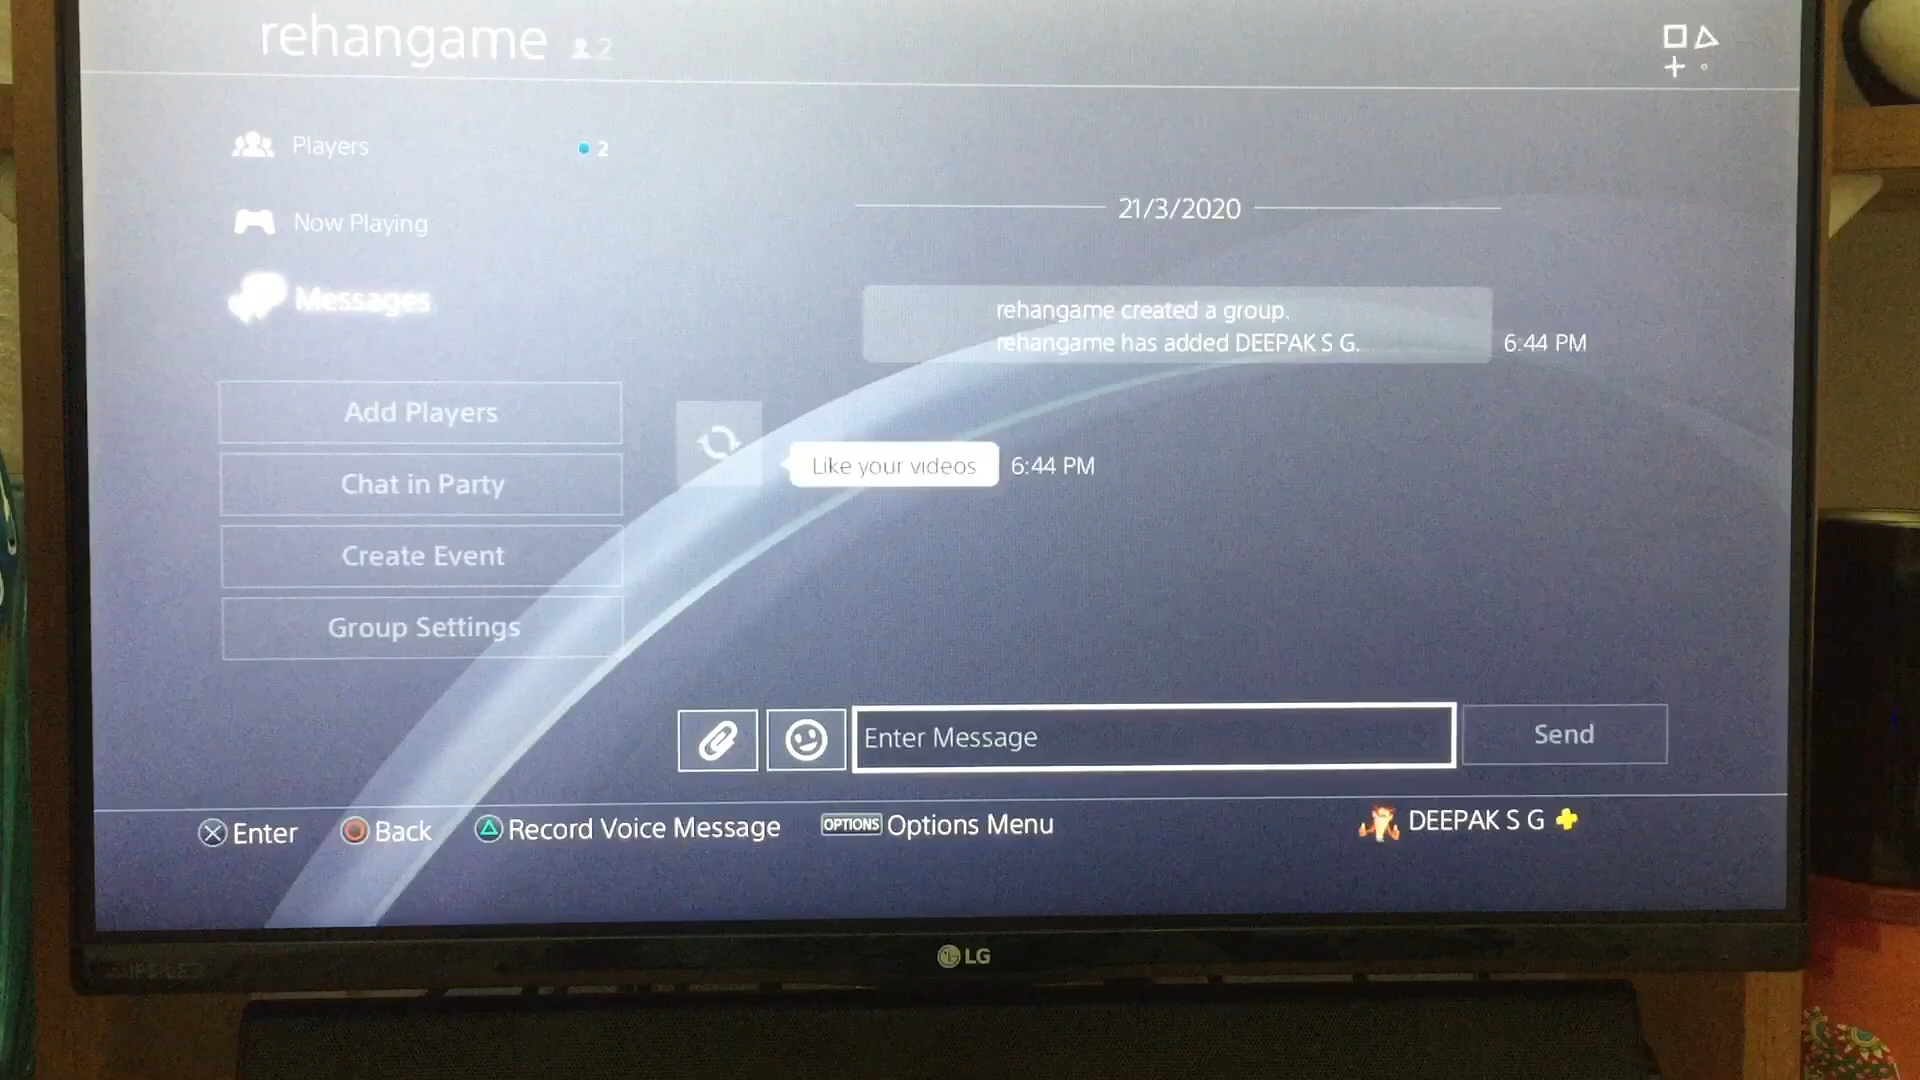 rehangame 2
Players 2
Now Playing
Messages
Add Players
Chat in Party
Create Event
Group Settings
21/3/2020
rehangame created a group.
rehangame has added DEEPAK S G.
6:44 PM
Like your videos
6:44 PM
Enter Message
Send
Enter
Back
Record Voice Message
OPTIONS Options Menu
DEEPAK S G
LG
IPS LED